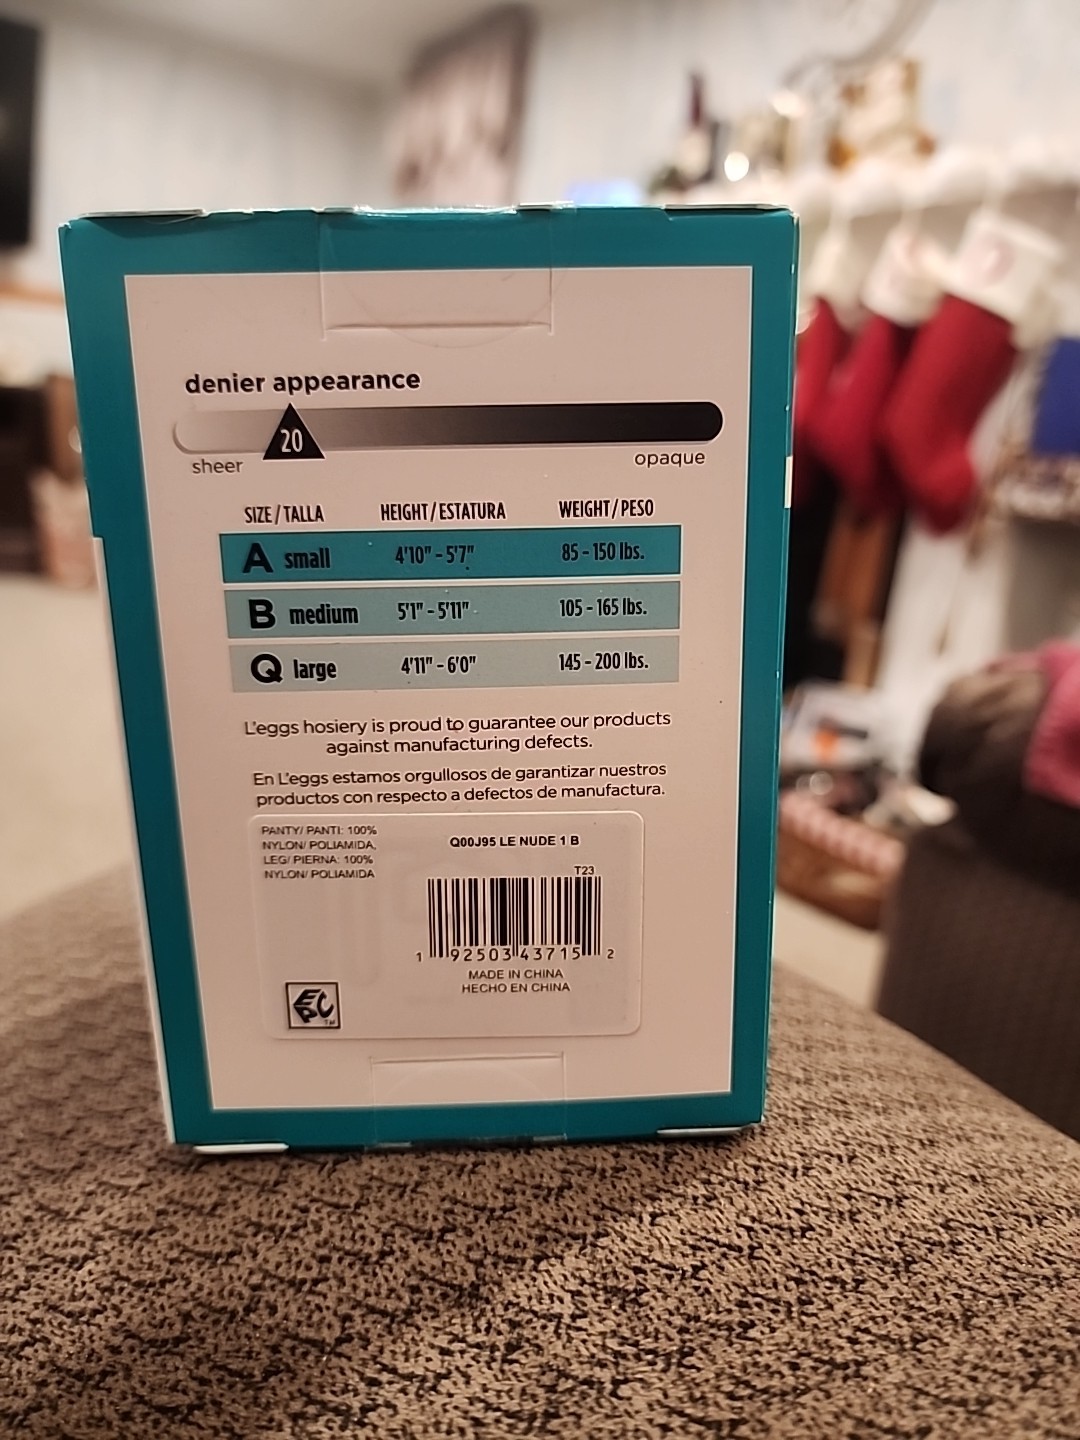 denier appearance
20
sheer
opaque
SIZE/TALLA HEIGHT/ESTATURA WEIGHT/PESO
A small 4'10" - 5'7" 85 - 150 lbs.
B medium 5'1" - 5'11" 105 - 165 lbs.
Q large 4'11" - 6'0" 145 - 200 lbs.
L'eggs hosiery is proud to guarantee our products
against manufacturing defects.
En L'eggs estamos orgullosos de garantizar nuestros
productos con respecto a defectos de manufactura.
PANTY/ PANTI: 100%
NYLON/ POLIAMIDA,
LEG/ PIERNA: 100%
NYLON/ POLIAMIDA
Q00J95 LE NUDE 1 B
T23
1 92503 43715 2
MADE IN CHINA
HECHO EN CHINA
EPC
TM